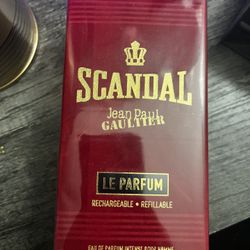 SCANDAL
Jean Paul
GAULTIER
LE PARFUM
RECHARGEABLE • REFILLABLE
EAU DE PARFUM INTENSE POUR HOMME